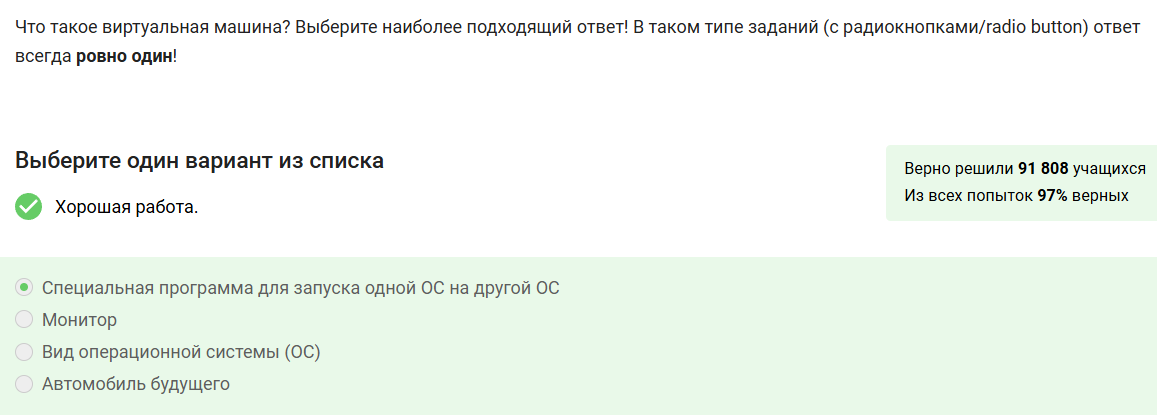 Что такое виртуальная машина? Выберите наиболее подходящий ответ! В таком типе заданий (с радиокнопками/radio button) ответ
всегда ровно один!
Выберите один вариант из списка
Хорошая работа.
Верно решили 91 808 учащихся
Из всех попыток 97% верных
Специальная программа для запуска одной ОС на другой ОС
Монитор
Вид операционной системы (ОС)
Автомобиль будущего